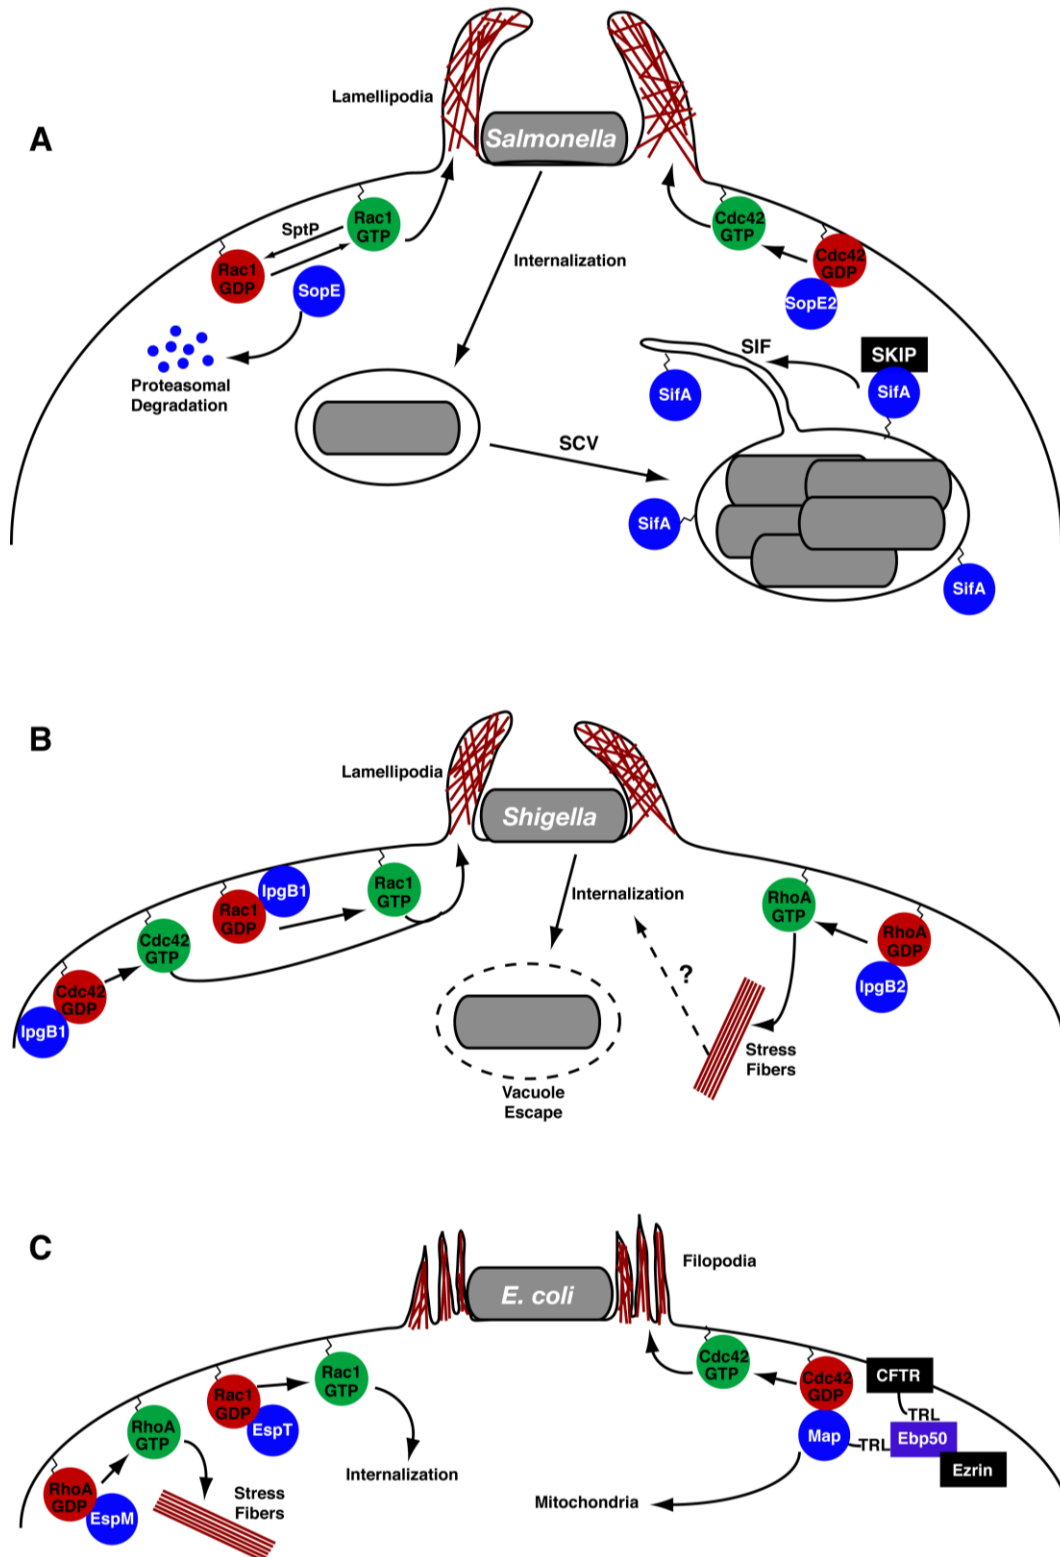 A
Lamellipodia
Salmonella
SptP
Rac1
GTP
Rac1
GDP
SopE
Proteasomal
Degradation
Internalization
Cdc42
GTP
Cdc42
GDP
SopE2
SIF
SKIP
SifA
SifA
SCV
SifA
SifA
B
Lamellipodia
Shigella
IpgB1
Rac1
GDP
Rac1
GTP
Cdc42
GTP
Cdc42
GDP
IpgB1
Internalization
?
RhoA
GTP
RhoA
GDP
IpgB2
Stress
Fibers
Vacuole
Escape
C
E. coli
Filopodia
Rac1
GTP
Rac1
GDP
EspT
RhoA
GTP
RhoA
GDP
EspM
Stress
Fibers
Internalization
Cdc42
GTP
Cdc42
GDP
CFTR
TRL
Map
TRL
Ebp50
Ezrin
Mitochondria